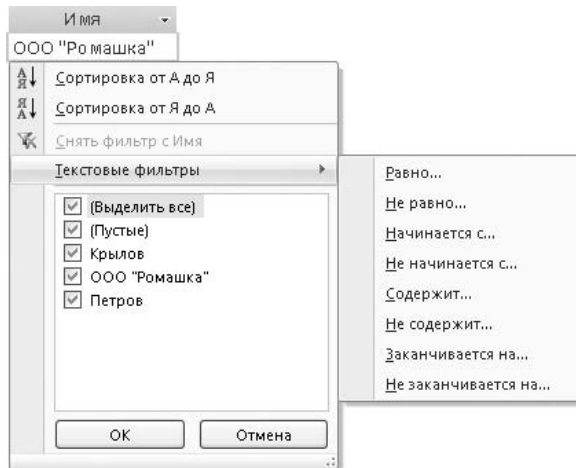 Имя
ООО "Ромашка"
Сортировка от А до Я
Сортировка от Я до А
Снять фильтр с Имя
Текстовые фильтры
(Выделить все)
(Пустые)
Крылов
ООО "Ромашка"
Петров
ОК
Отмена
Равно...
Не равно...
Начинается с...
Не начинается с...
Содержит...
Не содержит...
Заканчивается на...
Не заканчивается на...